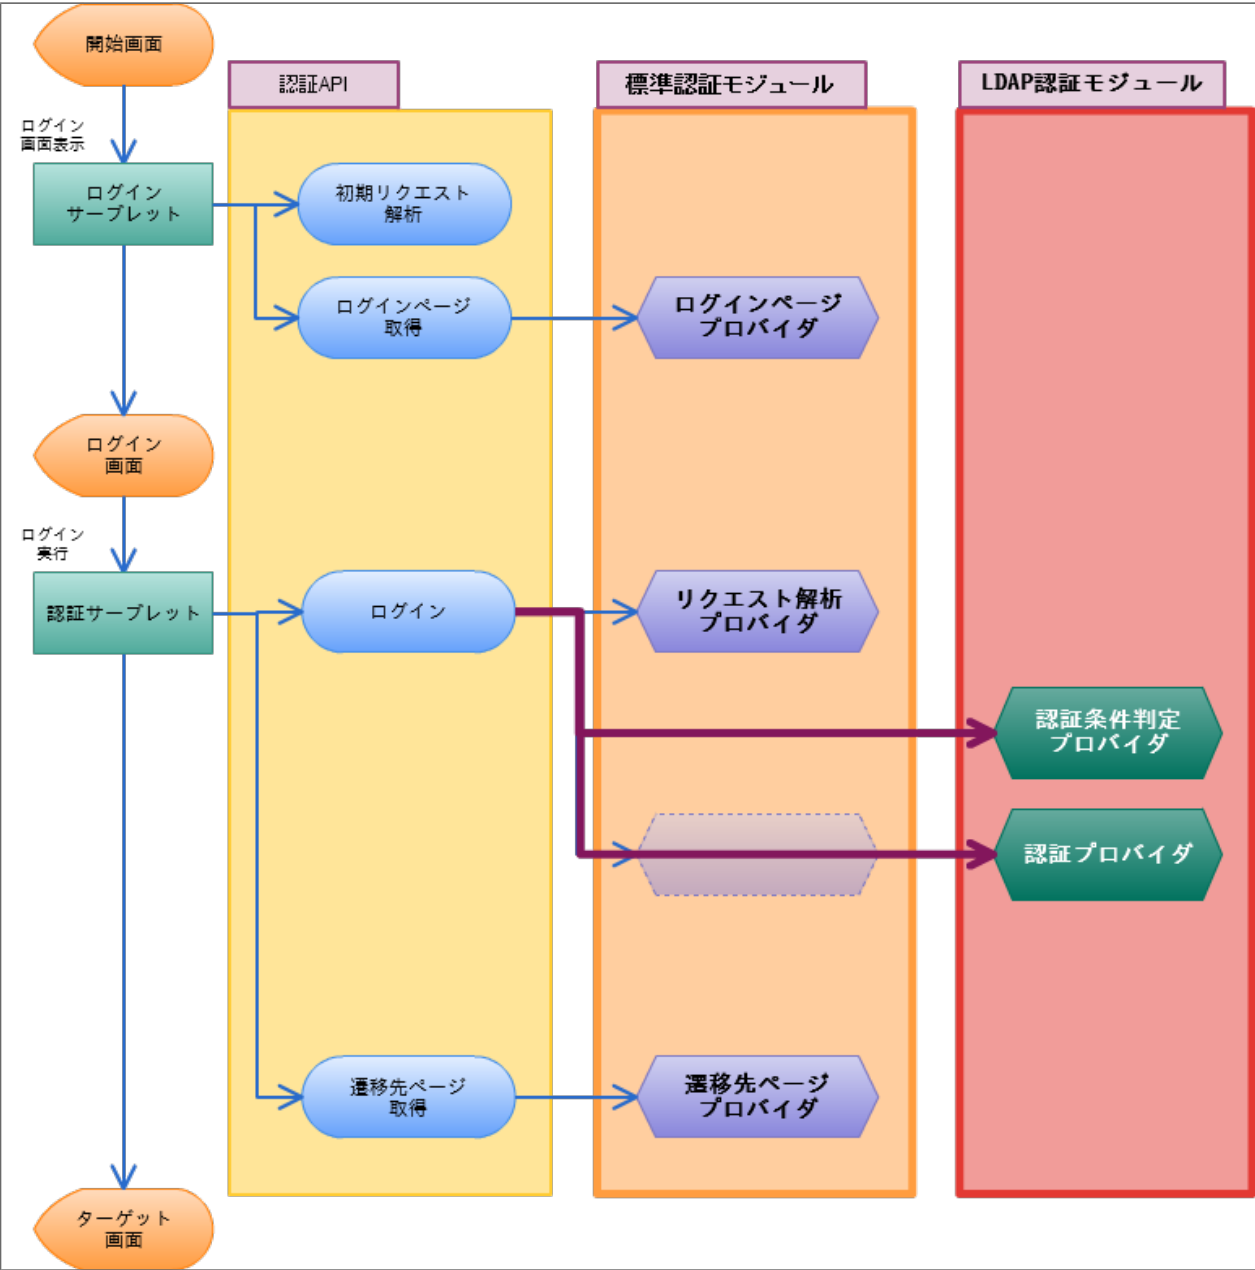 開始画面
認証API
標準認証モジュール
LDAP認証モジュール
ログイン
画面表示
ログイン
サーブレット
初期リクエスト
解析
ログインページ
取得
ログインページ
プロバイダ
ログイン
画面
ログイン
実行
認証サーブレット
ログイン
リクエスト解析
プロバイダ
認証条件判定
プロバイダ
認証プロバイダ
遷移先ページ
取得
遷移先ページ
プロバイダ
ターゲット
画面